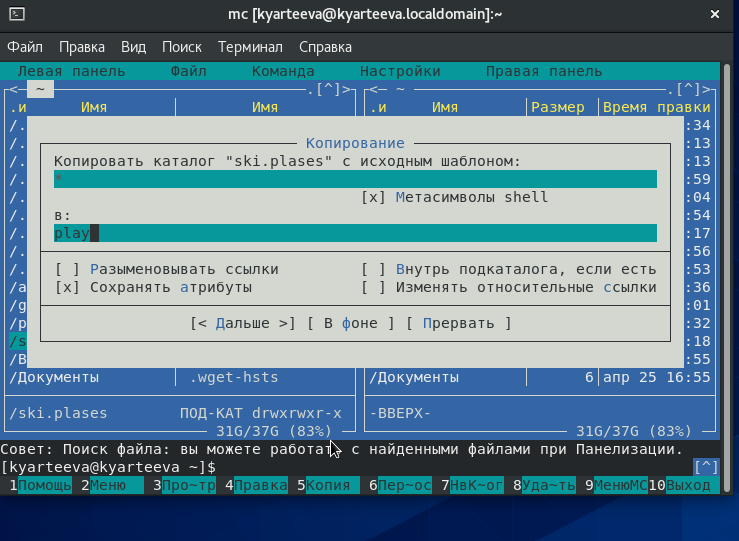 mc [kyarteeva@kyarteeva.localdomain]:~
Файл Правка Вид Поиск Терминал Справка
Левая панель Файл Команда Настройки Правая панель
<— ~ .[^]> <— ~ .[^]>
.и Имя Имя .и Имя Размер Время правки
/. :34
Копирование
/. :13
Копировать каталог "ski.plases" с исходным шаблоном:
/. :13
/. * :59
/. [x] Метасимволы shell :04
/. в: :54
/. play :17
/. :56
/. [ ] Разыменовывать ссылки [ ] Внутрь подкаталога, если есть :53
/a [x] Сохранять атрибуты [ ] Изменять относительные ссылки :36
/g :01
/p [< Дальше >] [ В фоне ] [ Прервать ] :32
/s :18
/В :55
/Документы .wget-hsts /Документы 6 апр 25 16:55
/ski.plases ПОД-КАТ drwxrwxr-x -ВВЕРХ-
31G/37G (83%) 31G/37G (83%)
Совет: Поиск файла: вы можете работать с найденными файлами при Панелизации.
[kyarteeva@kyarteeva ~]$ [^]
1Помощь 2Меню 3Про~тр 4Правка 5Копия 6Пер~ос 7НвК~ог 8Уда~ть 9МенюMC 10Выход